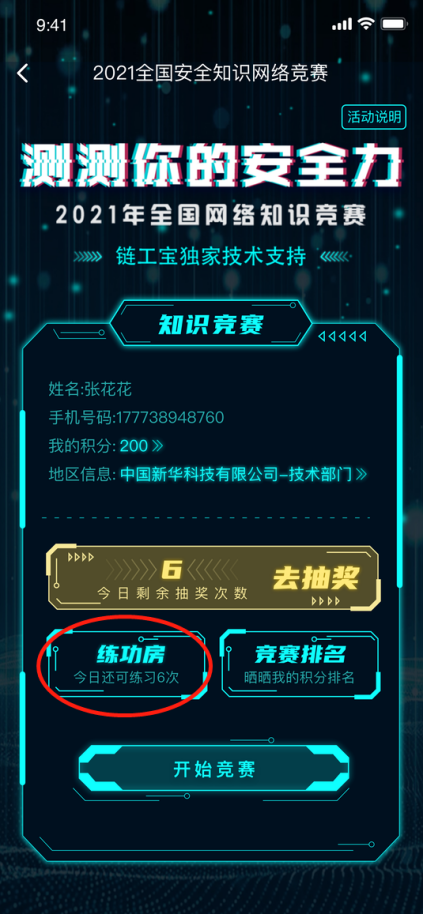 9:41
2021全国安全知识网络竞赛
活动说明
测测你的安全力
2021年全国网络知识竞赛
链工宝独家技术支持
知识竞赛
姓名:张花花
手机号码:177738948760
我的积分: 200
地区信息: 中国新华科技有限公司-技术部门
6
今日剩余抽奖次数
去抽奖
练功房
今日还可练习6次
竞赛排名
晒晒我的积分排名
开始竞赛